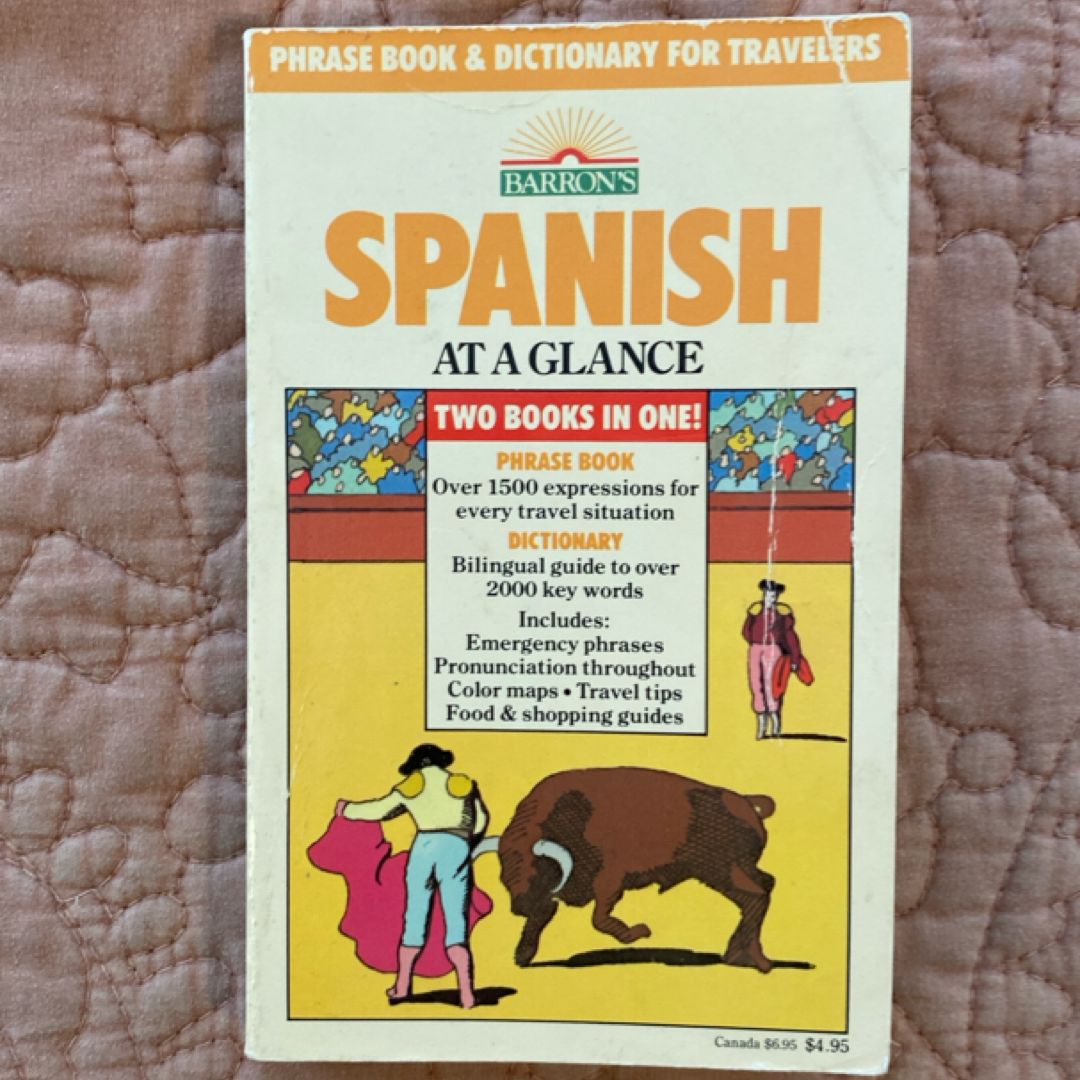 PHRASE BOOK & DICTIONARY FOR TRAVELERS
BARRON'S
SPANISH
AT A GLANCE
TWO BOOKS IN ONE!
PHRASE BOOK
Over 1500 expressions for
every travel situation
DICTIONARY
Bilingual guide to over
2000 key words
Includes:
Emergency phrases
Pronunciation throughout
Color maps • Travel tips
Food & shopping guides
Canada $6.95 $4.95